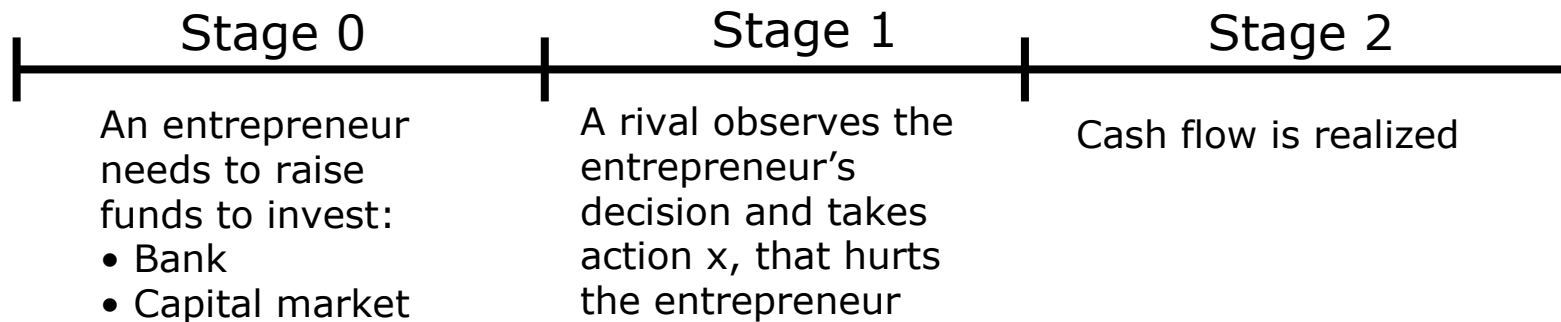 Stage 0
An entrepreneur
needs to raise
funds to invest:
• Bank
• Capital market
Stage 1
A rival observes the
entrepreneur’s
decision and takes
action x, that hurts
the entrepreneur
Stage 2
Cash flow is realized